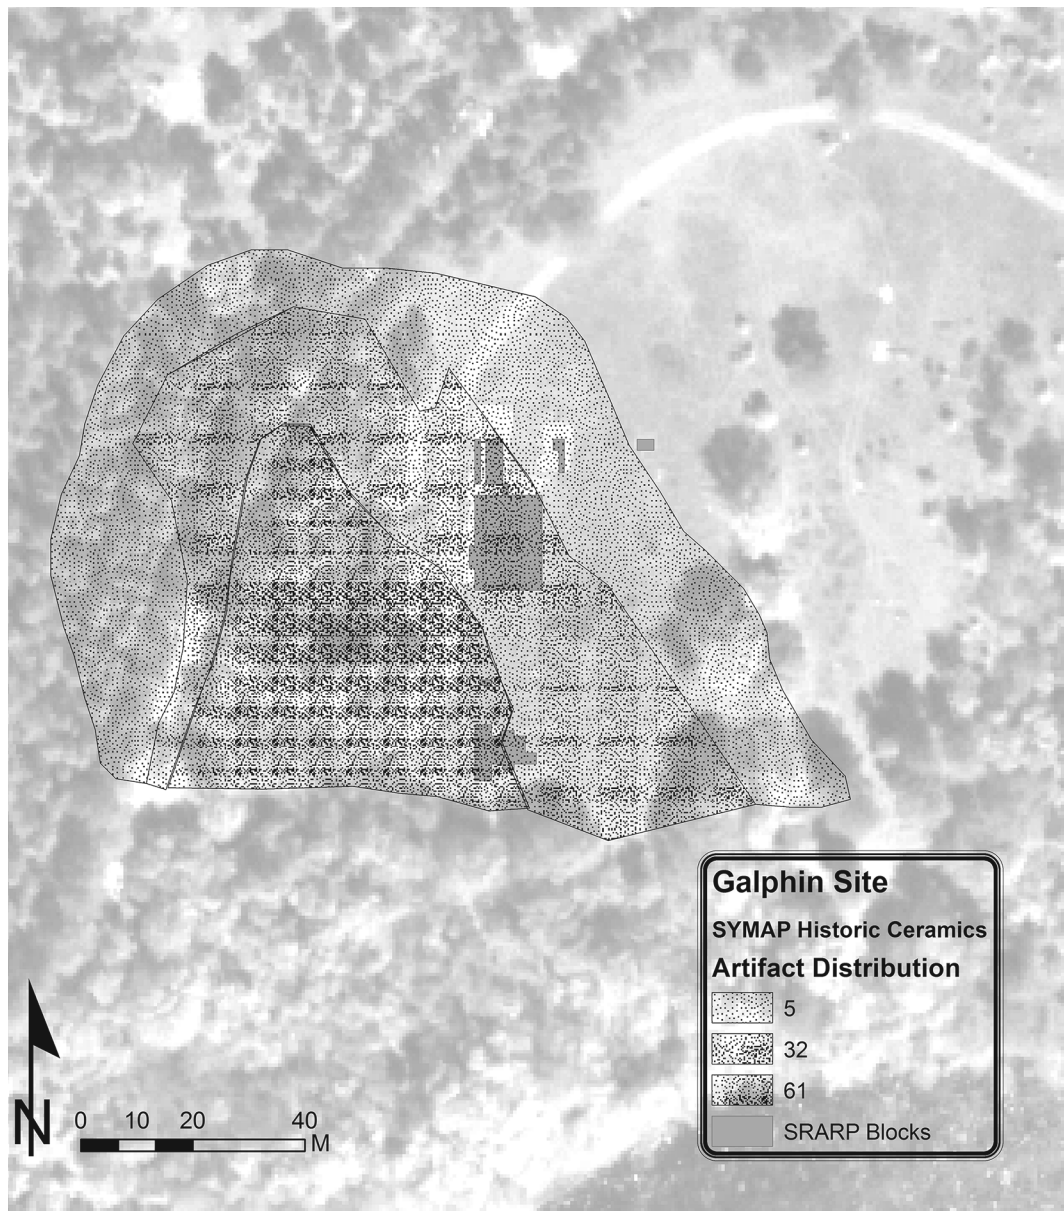 Galphin Site
SYMAP Historic Ceramics
Artifact Distribution
5
32
61
SRARP Blocks
N
0 10 20 40
M